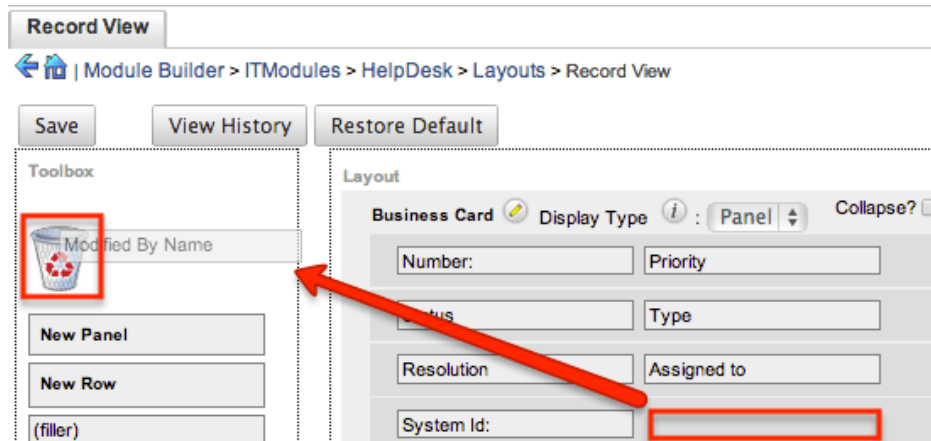 Record View
| Module Builder > ITModules > HelpDesk > Layouts > Record View
Save View History Restore Default
Toolbox
Layout
Business Card Display Type i : Panel Collapse?
Modified By Name
Number: Priority
Status Type
New Panel
Resolution Assigned to
New Row
System Id:
(filler)